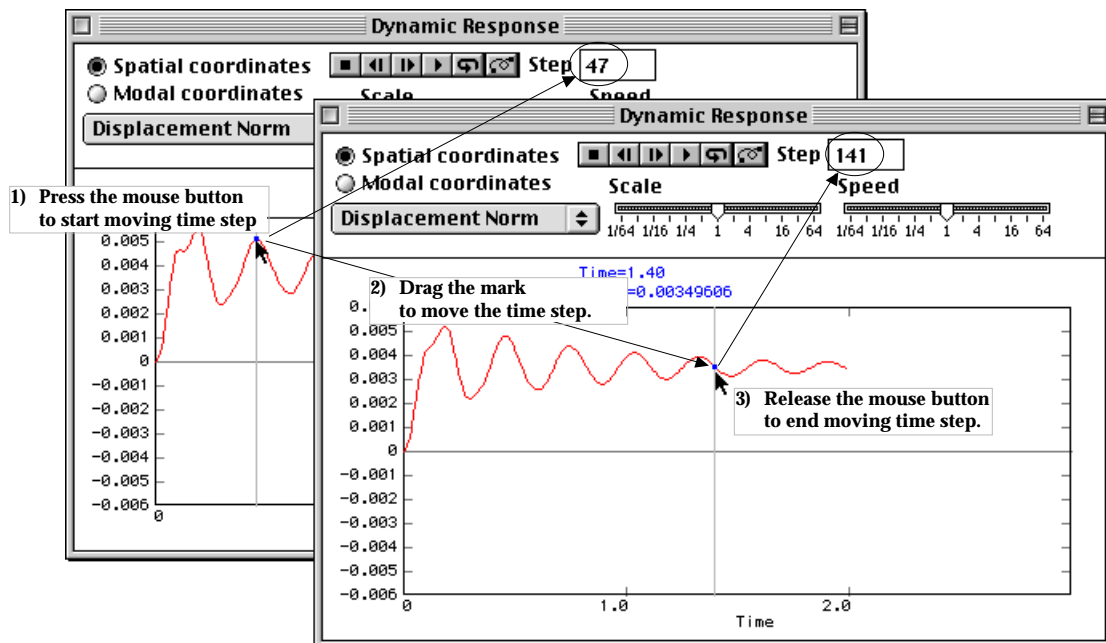 Dynamic Response
Spatial coordinates
Step 47
Modal coordinates
Scale
Speed
Displacement Norm
1) Press the mouse button
to start moving time step
0.005
0.004
0.003
0.002
0.001
0
-0.001
-0.002
-0.003
-0.004
-0.005
-0.006
0
Dynamic Response
Spatial coordinates
Step 141
Modal coordinates
Scale
Speed
Displacement Norm
1/64 1/16 1/4 1 4 16 64
1/64 1/16 1/4 1 4 16 64
Time=1.40
=0.00349606
2) Drag the mark
to move the time step.
0.005
0.004
0.003
0.002
0.001
0
-0.001
-0.002
-0.003
-0.004
-0.005
-0.006
3) Release the mouse button
to end moving time step.
0 1.0 2.0
Time